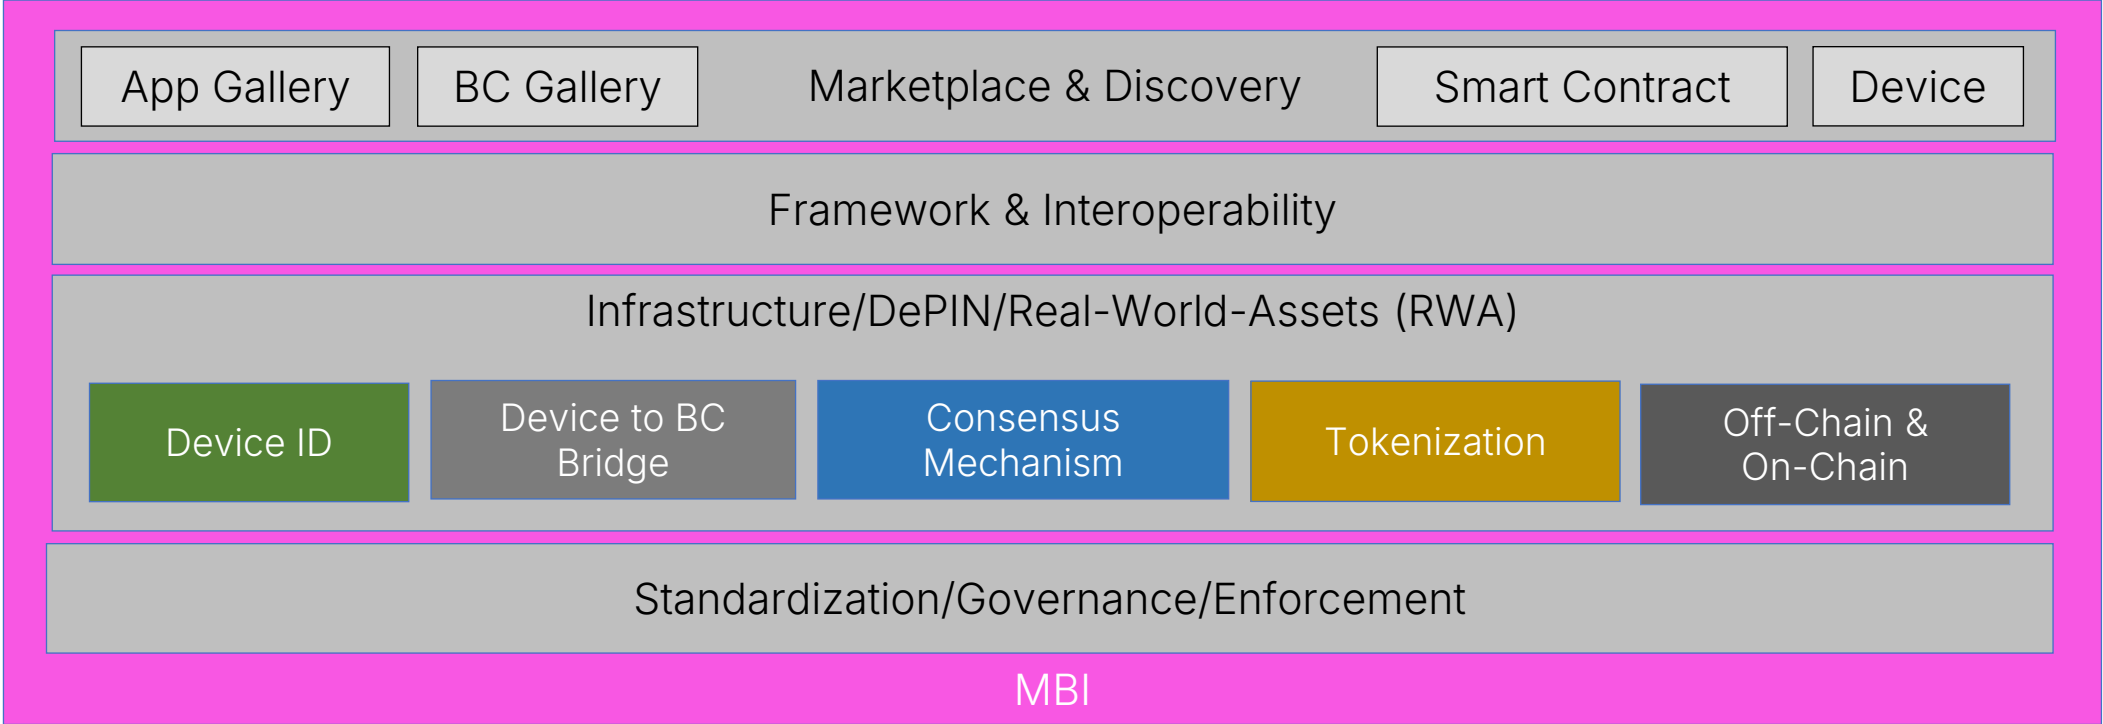 App Gallery
BC Gallery
Marketplace & Discovery
Smart Contract
Device
Framework & Interoperability
Infrastructure/DePIN/Real-World-Assets (RWA)
Device ID
Device to BC
Bridge
Consensus
Mechanism
Tokenization
Off-Chain &
On-Chain
Standardization/Governance/Enforcement
MBI